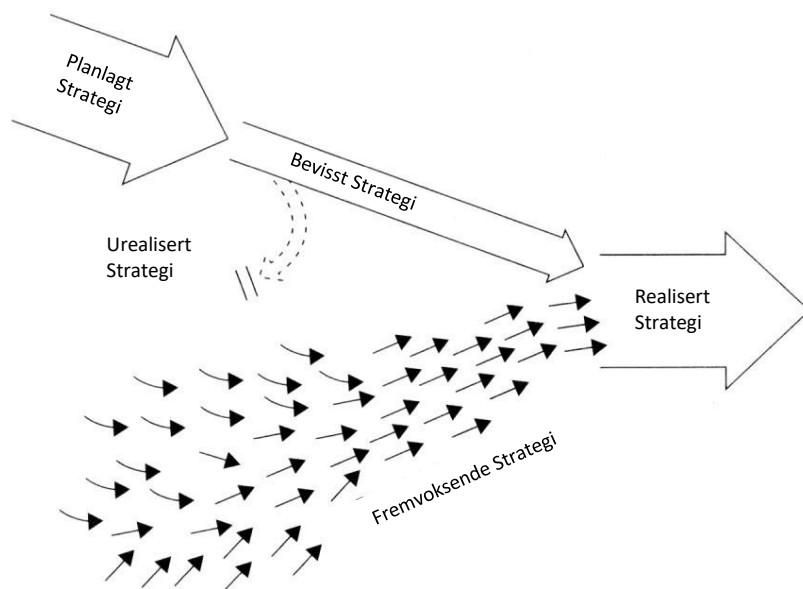 Planlagt
Strategi
Bevisst Strategi
Urealisert
Strategi
Realisert
Strategi
Fremvoksende Strategi